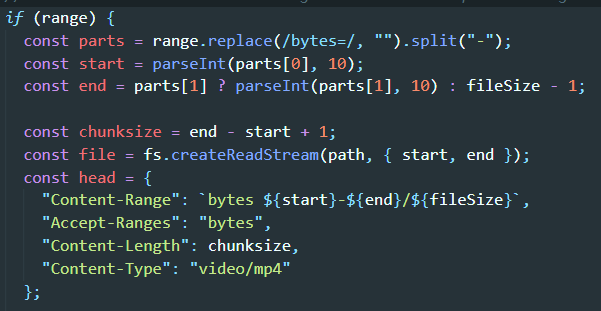 if (range) {
const parts = range.replace(/bytes=/, "").split("-");
const start = parseInt(parts[0], 10);
const end = parts[1] ? parseInt(parts[1], 10) : fileSize - 1;
const chunksize = end - start + 1;
const file = fs.createReadStream(path, { start, end });
const head = {
"Content-Range": `bytes ${start}-${end}/${fileSize}`,
"Accept-Ranges": "bytes",
"Content-Length": chunksize,
"Content-Type": "video/mp4"
};